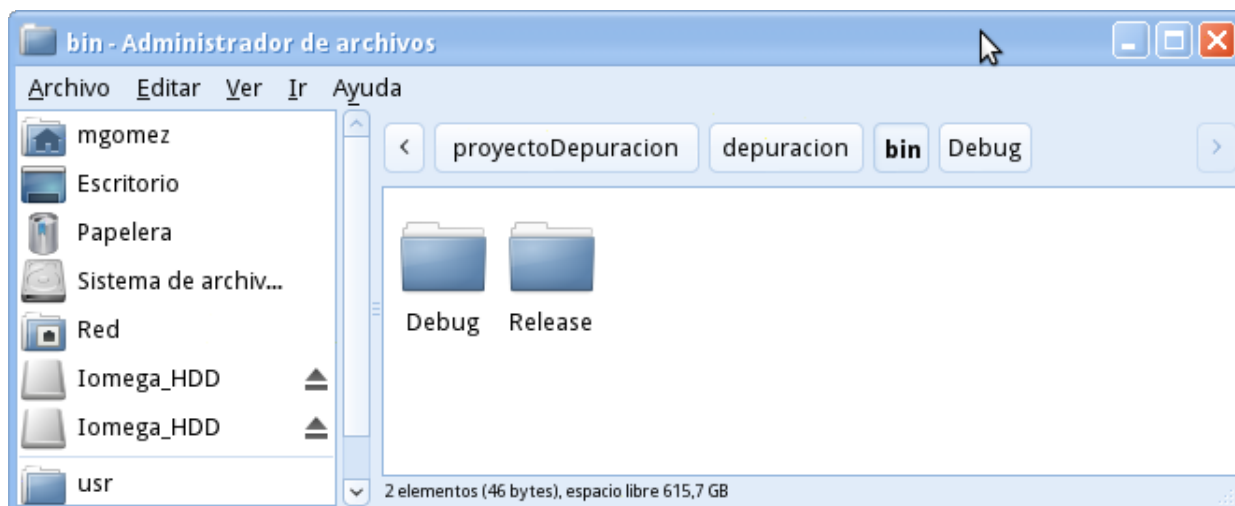 bin - Administrador de archivos
Archivo Editar Ver Ir Ayuda
mgomez
Escritorio
Papelera
Sistema de archiv...
Red
Iomega_HDD
Iomega_HDD
usr
< proyectoDepuracion depuracion bin Debug >
Debug Release
2 elementos (46 bytes), espacio libre 615,7 GB